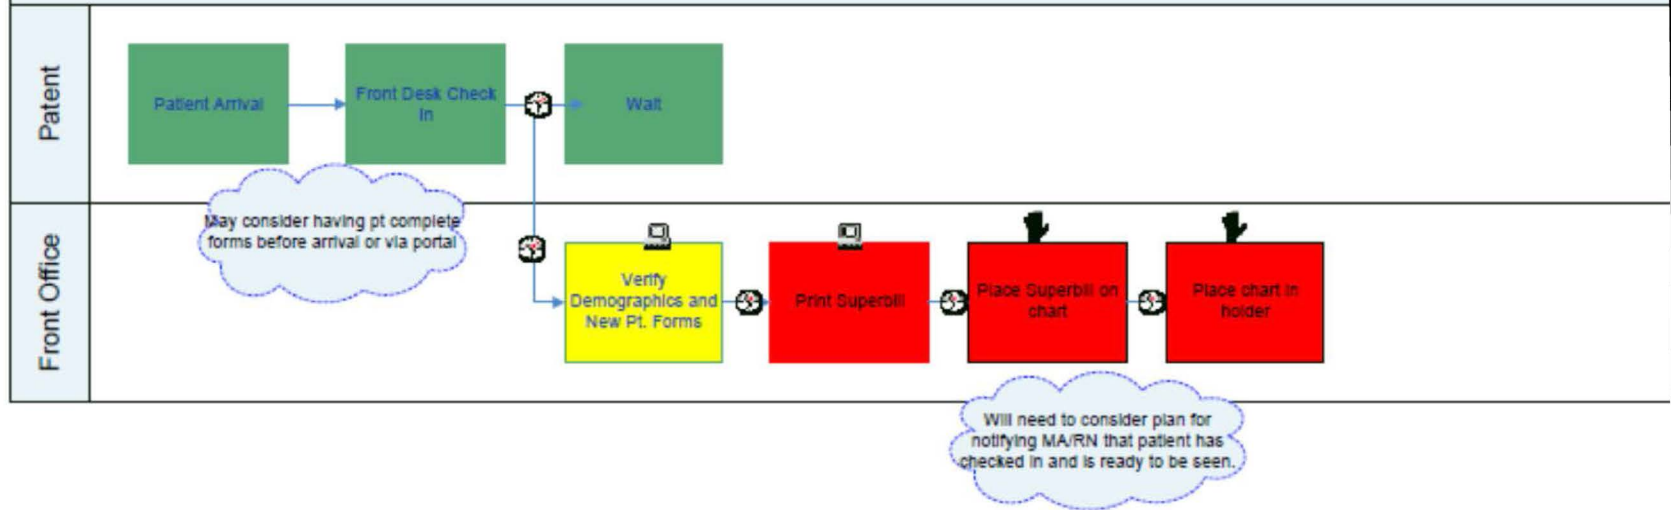 Patent
Patient Arrival
Front Desk Check
In
Wait
May consider having pt complete
forms before arrival or via portal
Front Office
Verify
Demographics and
New Pt. Forms
Print Superbill
Place Superbill on
chart
Place chart in
holder
Will need to consider plan for
notifying MA/RN that patient has
checked in and is ready to be seen.